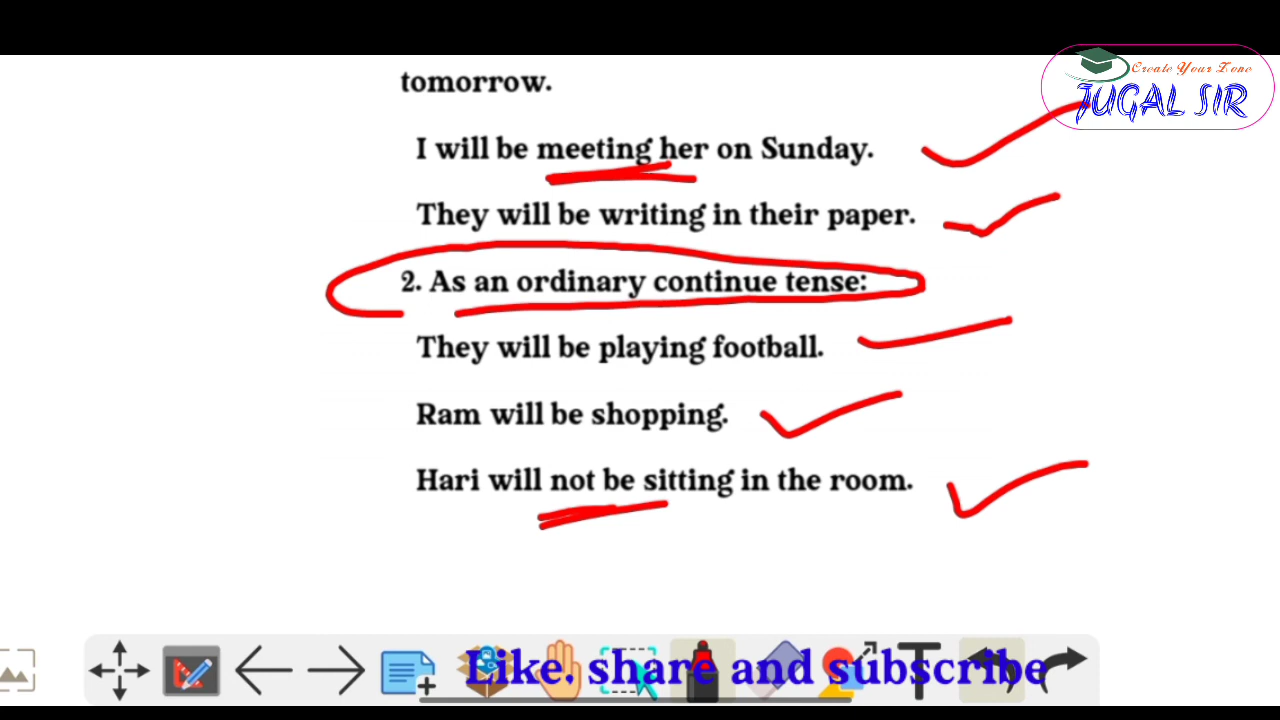 Create Your Zone
JUGAL SIR
tomorrow.
I will be meeting her on Sunday.
They will be writing in their paper.
2. As an ordinary continue tense:
They will be playing football.
Ram will be shopping.
Hari will not be sitting in the room.
Like. share and subscribe